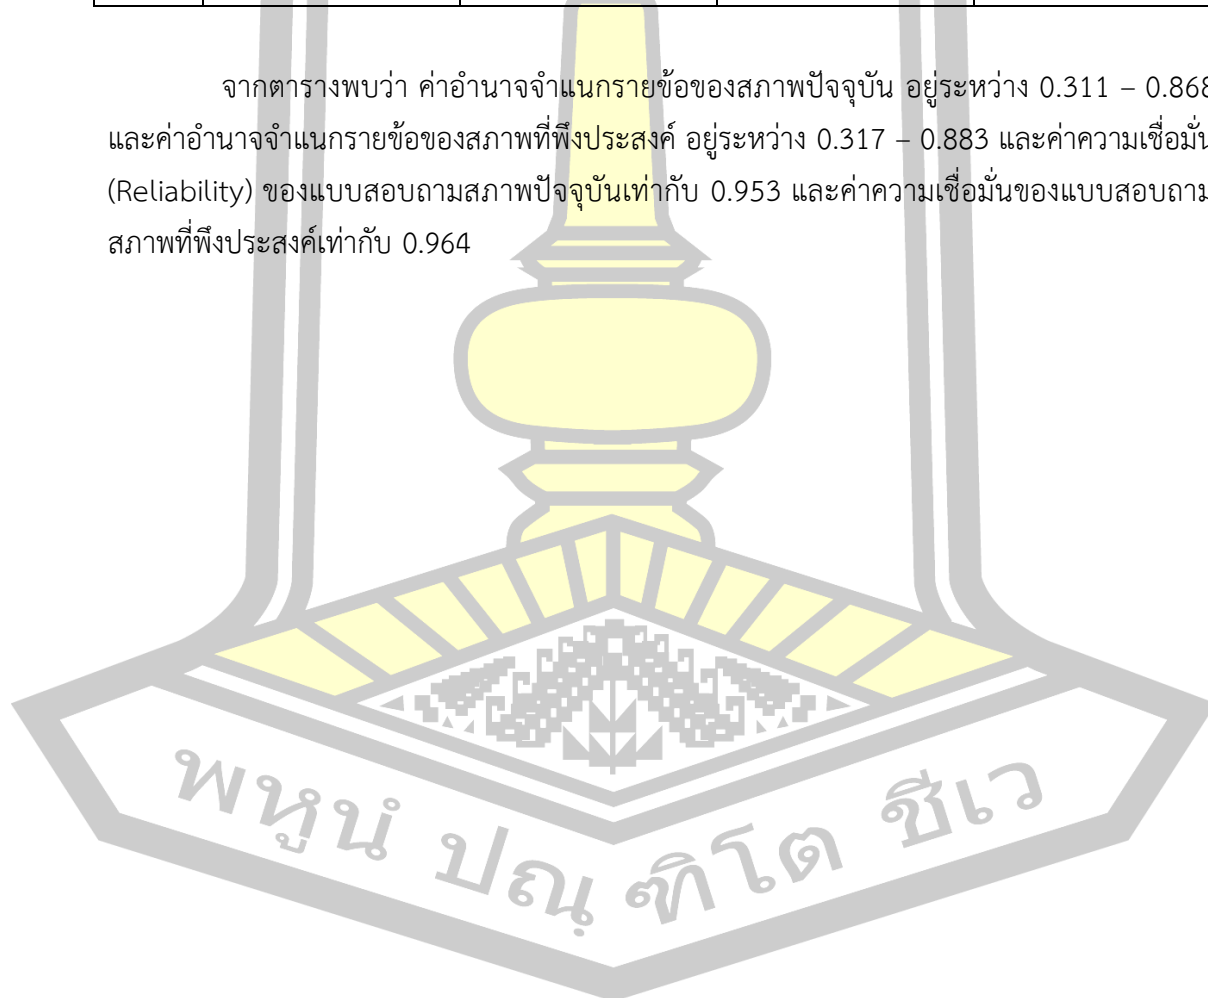 จากตารางพบว่า ค่าอำนาจจำแนกรายข้อของสภาพปัจจุบัน อยู่ระหว่าง 0.311 – 0.868
และค่าอำนาจจำแนกรายข้อของสภาพที่พึงประสงค์ อยู่ระหว่าง 0.317 – 0.883 และค่าความเชื่อมั่น
(Reliability) ของแบบสอบถามสภาพปัจจุบันเท่ากับ 0.953 และค่าความเชื่อมั่นของแบบสอบถาม
สภาพที่พึงประสงค์เท่ากับ 0.964
พหูนํ ปณฺฑิโต ชีเว